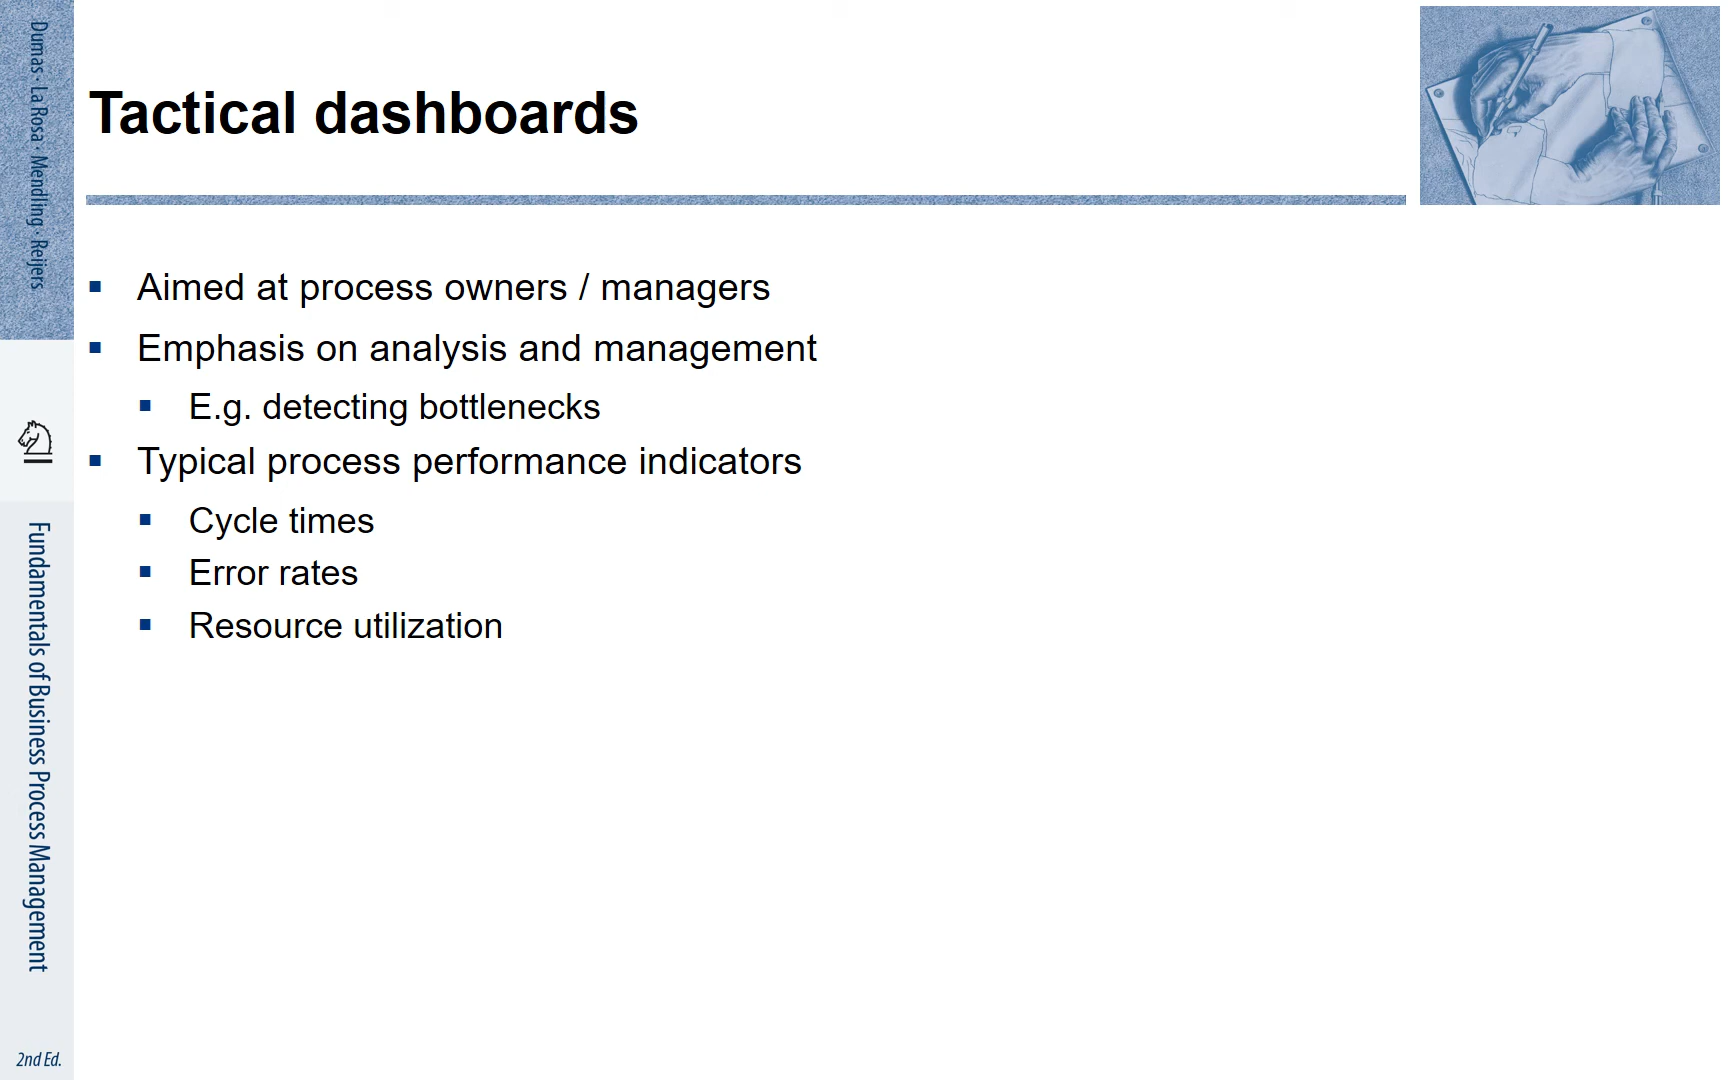 Dumas · La Rosa · Mendling · Reijers
Fundamentals of Business Process Management
2nd Ed.
Tactical dashboards
▪ Aimed at process owners / managers
▪ Emphasis on analysis and management
▪ E.g. detecting bottlenecks
▪ Typical process performance indicators
▪ Cycle times
▪ Error rates
▪ Resource utilization